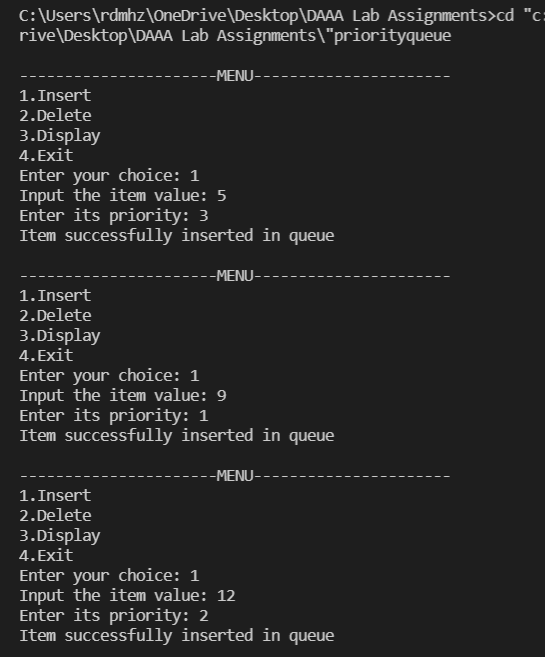 C:\Users\rdmhz\OneDrive\Desktop\DAAA Lab Assignments>cd "c:
rive\Desktop\DAAA Lab Assignments\"priorityqueue
----------------------MENU----------------------
1.Insert
2.Delete
3.Display
4.Exit
Enter your choice: 1
Input the item value: 5
Enter its priority: 3
Item successfully inserted in queue
----------------------MENU----------------------
1.Insert
2.Delete
3.Display
4.Exit
Enter your choice: 1
Input the item value: 9
Enter its priority: 1
Item successfully inserted in queue
----------------------MENU----------------------
1.Insert
2.Delete
3.Display
4.Exit
Enter your choice: 1
Input the item value: 12
Enter its priority: 2
Item successfully inserted in queue